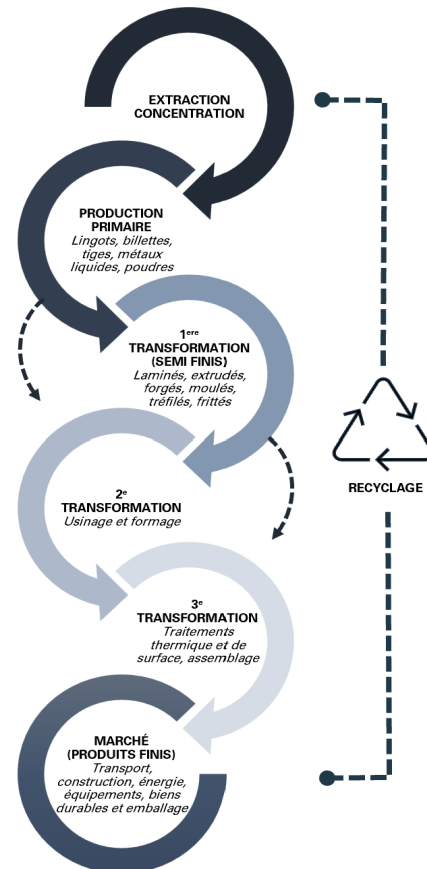 EXTRACTION
CONCENTRATION
PRODUCTION
PRIMAIRE
Lingots, billettes,
tiges, métaux
liquides, poudres
1ere
TRANSFORMATION
(SEMI FINIS)
Laminés, extrudés,
forgés, moulés,
tréfilés, frittés
RECYCLAGE
2e
TRANSFORMATION
Usinage et formage
3e
TRANSFORMATION
Traitements
thermique et de
surface, assemblage
MARCHÉ
(PRODUITS FINIS)
Transport,
construction, énergie,
équipements, biens
durables et emballage